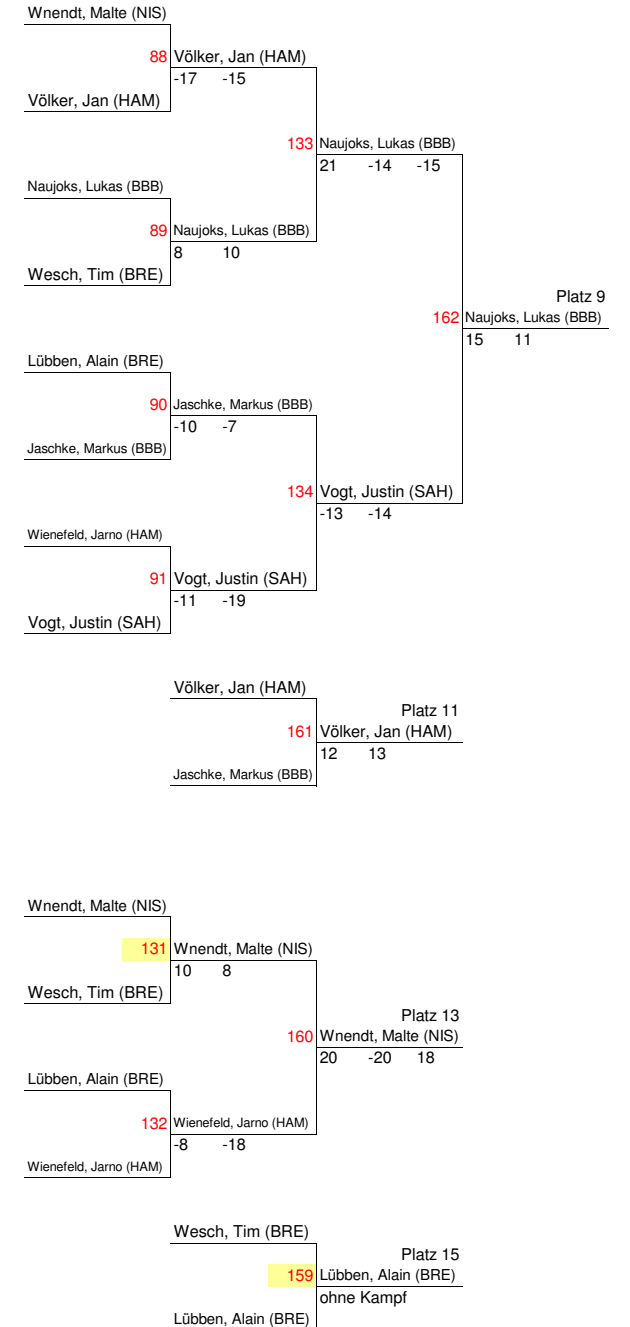 Wnendt, Malte (NIS)
88 Völker, Jan (HAM)
-17 -15
Völker, Jan (HAM)
133 Naujoks, Lukas (BBB)
21 -14 -15
Naujoks, Lukas (BBB)
89 Naujoks, Lukas (BBB)
8 10
Wesch, Tim (BRE)
Platz 9
162 Naujoks, Lukas (BBB)
15 11
Lübben, Alain (BRE)
90 Jaschke, Markus (BBB)
-10 -7
Jaschke, Markus (BBB)
134 Vogt, Justin (SAH)
-13 -14
Wienefeld, Jarno (HAM)
91 Vogt, Justin (SAH)
-11 -19
Vogt, Justin (SAH)
Völker, Jan (HAM)
Platz 11
161 Völker, Jan (HAM)
12 13
Jaschke, Markus (BBB)
Wnendt, Malte (NIS)
131 Wnendt, Malte (NIS)
10 8
Wesch, Tim (BRE)
Platz 13
160 Wnendt, Malte (NIS)
20 -20 18
Lübben, Alain (BRE)
132 Wienefeld, Jarno (HAM)
-8 -18
Wienefeld, Jarno (HAM)
Wesch, Tim (BRE)
Platz 15
159 Lübben, Alain (BRE)
ohne Kampf
Lübben, Alain (BRE)